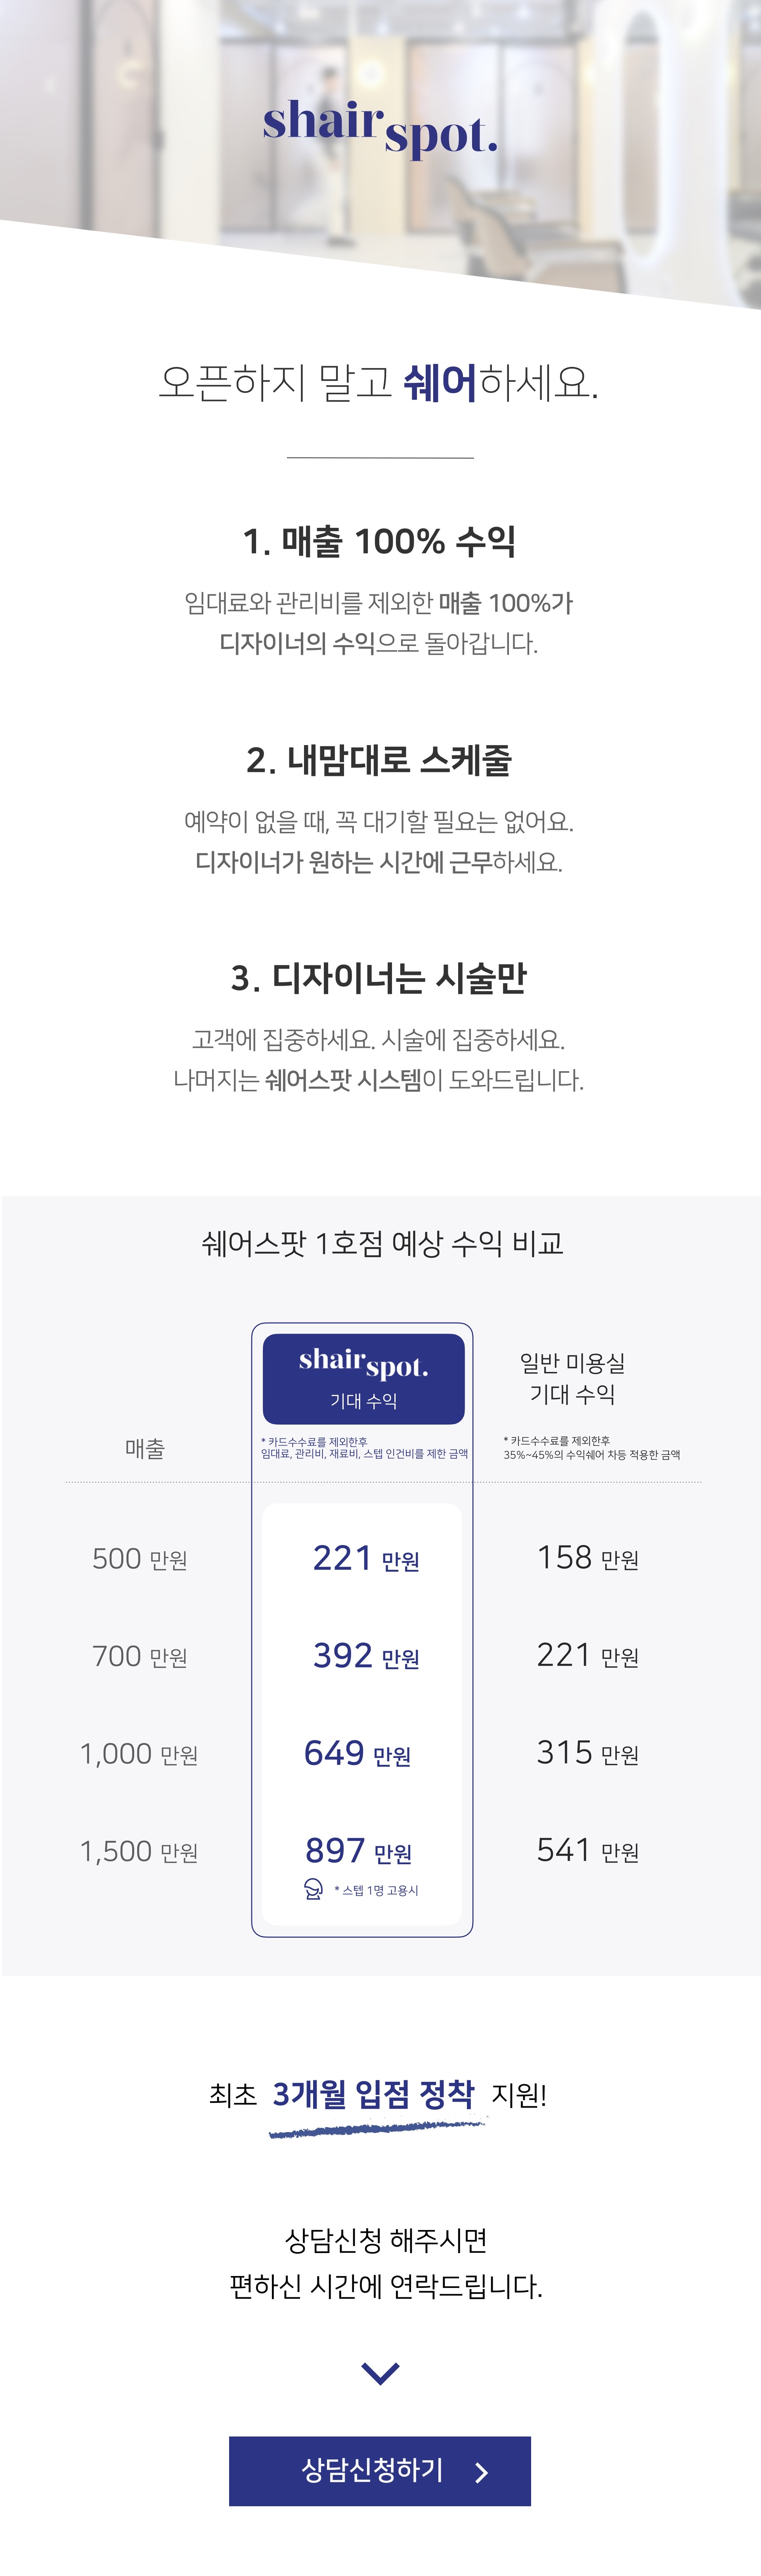 shairspot.
오픈하지 말고 쉐어하세요.
1. 매출 100% 수익
임대료와 관리비를 제외한 매출 100%가
디자이너의 수익으로 돌아갑니다.
2. 내맘대로 스케줄
예약이 없을 때, 꼭 대기할 필요는 없어요.
디자이너가 원하는 시간에 근무하세요.
3. 디자이너는 시술만
고객에 집중하세요. 시술에 집중하세요.
나머지는 쉐어스팟 시스템이 도와드립니다.
쉐어스팟 1호점 예상 수익 비교
shairspot.
기대 수익
일반 미용실
기대 수익
매출
* 카드수수료를 제외한후
임대료, 관리비, 재료비, 스텝 인건비를 제한 금액
* 카드수수료를 제외한후
35%~45%의 수익쉐어 차등 적용한 금액
500 만원 221 만원 158 만원
700 만원 392 만원 221 만원
1,000 만원 649 만원 315 만원
1,500 만원 897 만원 541 만원
* 스텝 1명 고용시
최초 3개월 입점 정착 지원!
상담신청 해주시면
편하신 시간에 연락드립니다.
상담신청하기